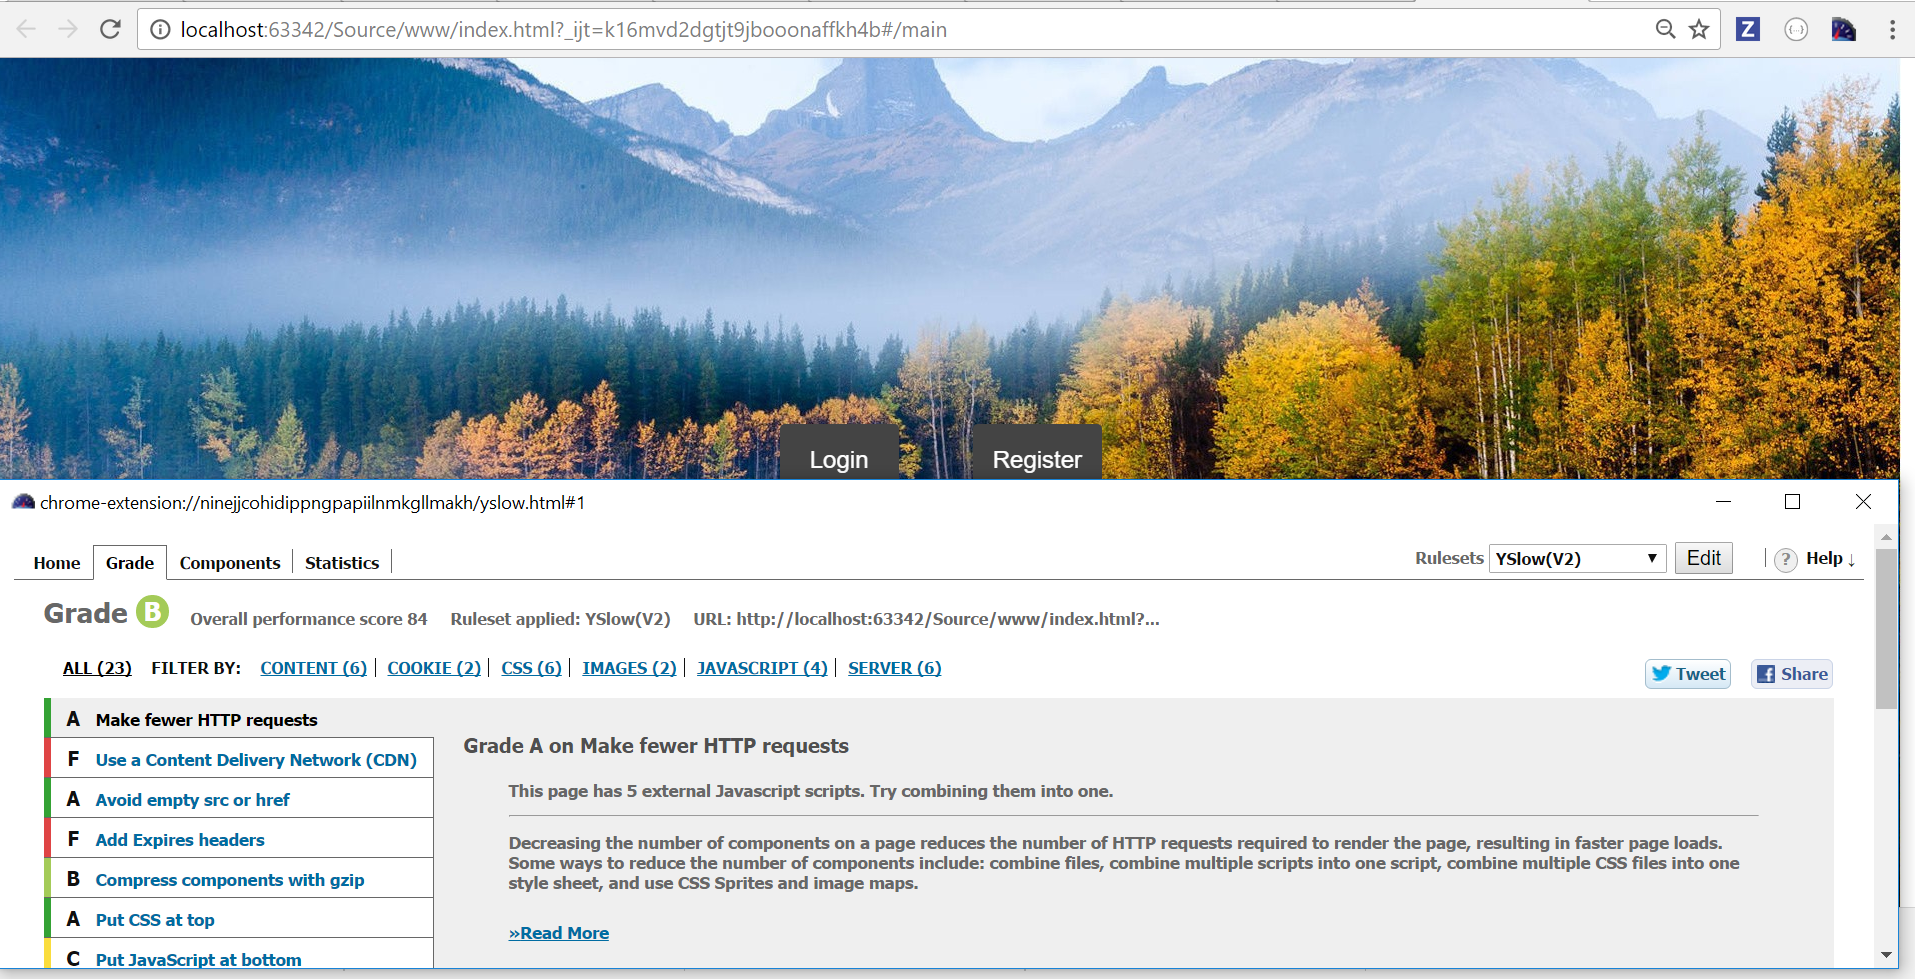 localhost:63342/Source/www/index.html?_ijt=k16mvd2dgtjt9jbooonaffkh4b#/main
Z
Login Register
chrome-extension://ninejjcohidippngpapiilnmkgllmakh/yslow.html#1
Home Grade Components Statistics Rulesets YSlow(V2) Edit ? Help ↓
Grade B Overall performance score 84 Ruleset applied: YSlow(V2) URL: http://localhost:63342/Source/www/index.html?...
ALL (23) FILTER BY: CONTENT (6) COOKIE (2) CSS (6) IMAGES (2) JAVASCRIPT (4) SERVER (6)
Tweet Share
A Make fewer HTTP requests
F Use a Content Delivery Network (CDN)
A Avoid empty src or href
F Add Expires headers
B Compress components with gzip
A Put CSS at top
C Put JavaScript at bottom
Grade A on Make fewer HTTP requests
This page has 5 external Javascript scripts. Try combining them into one.
Decreasing the number of components on a page reduces the number of HTTP requests required to render the page, resulting in faster page loads.
Some ways to reduce the number of components include: combine files, combine multiple scripts into one script, combine multiple CSS files into one
style sheet, and use CSS Sprites and image maps.
»Read More